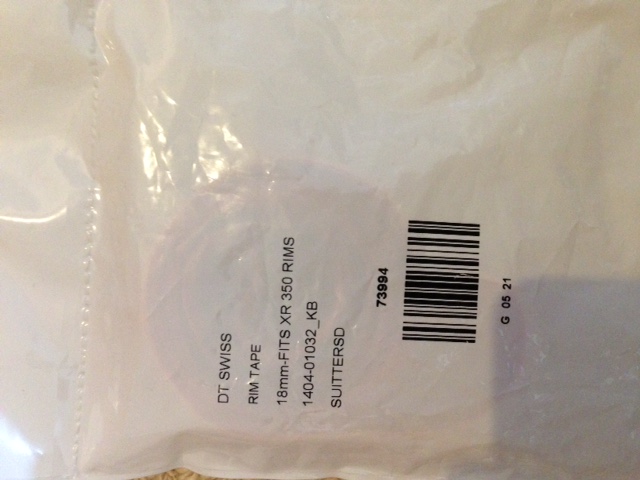 DT SWISS
RIM TAPE
18mm-FITS XR 350 RIMS
1404-01032_KB
SUITTERSD
73994
G 05 21